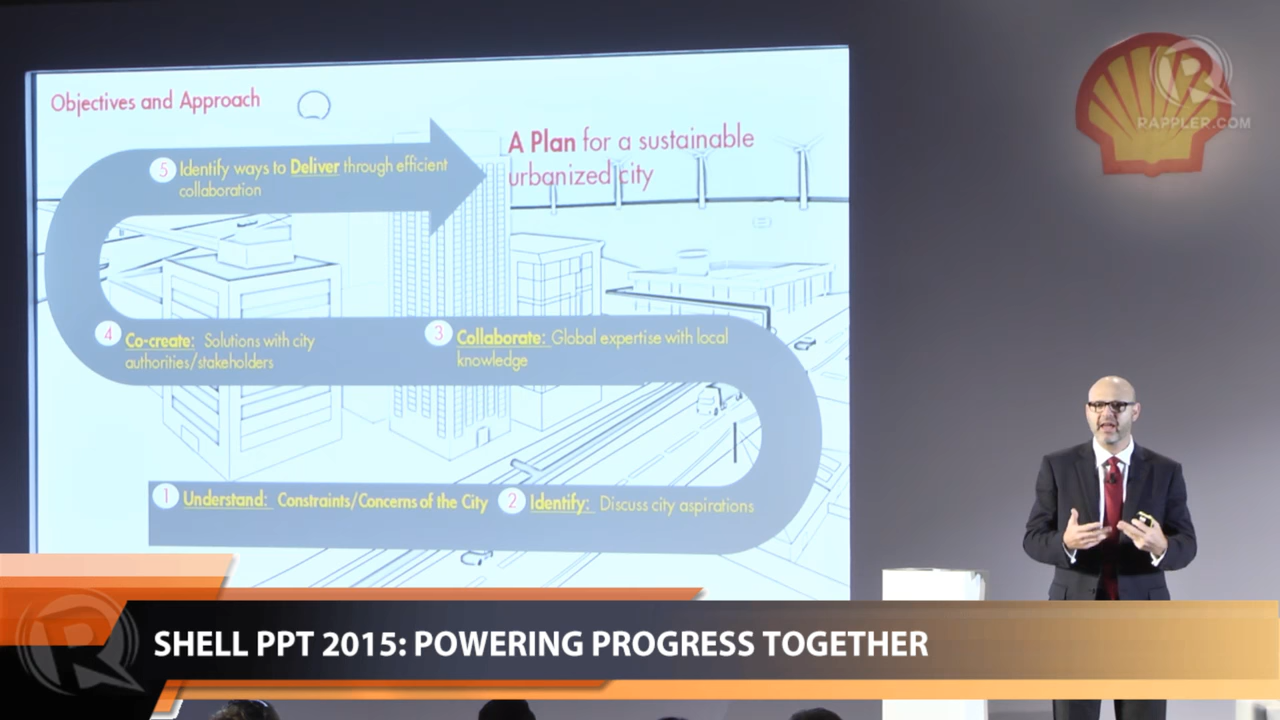 Objectives and Approach
RAPPLER.COM
A Plan for a sustainable
urbanized city
5 Identify ways to Deliver through efficient
collaboration
4 Co-create: Solutions with city
authorities/stakeholders
3 Collaborate: Global expertise with local
knowledge
1 Understand: Constraints/Concerns of the City
2 Identify: Discuss city aspirations
SHELL PPT 2015: POWERING PROGRESS TOGETHER